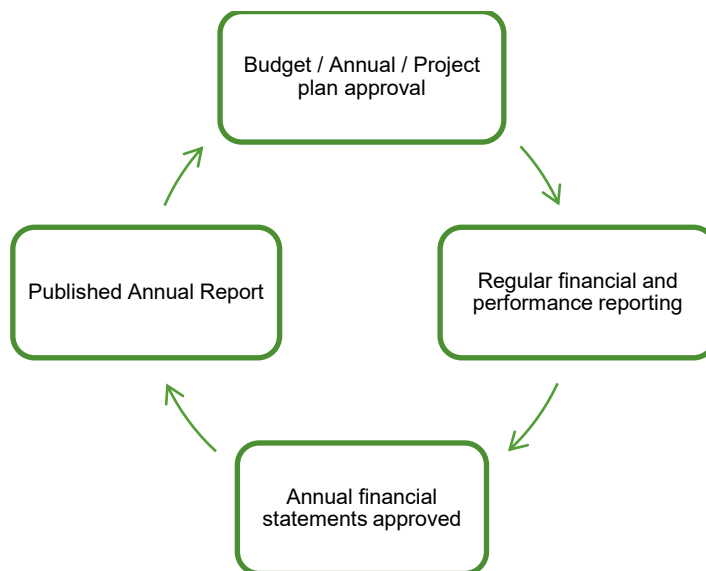 Budget / Annual / Project
plan approval
Regular financial and
performance reporting
Annual financial
statements approved
Published Annual Report